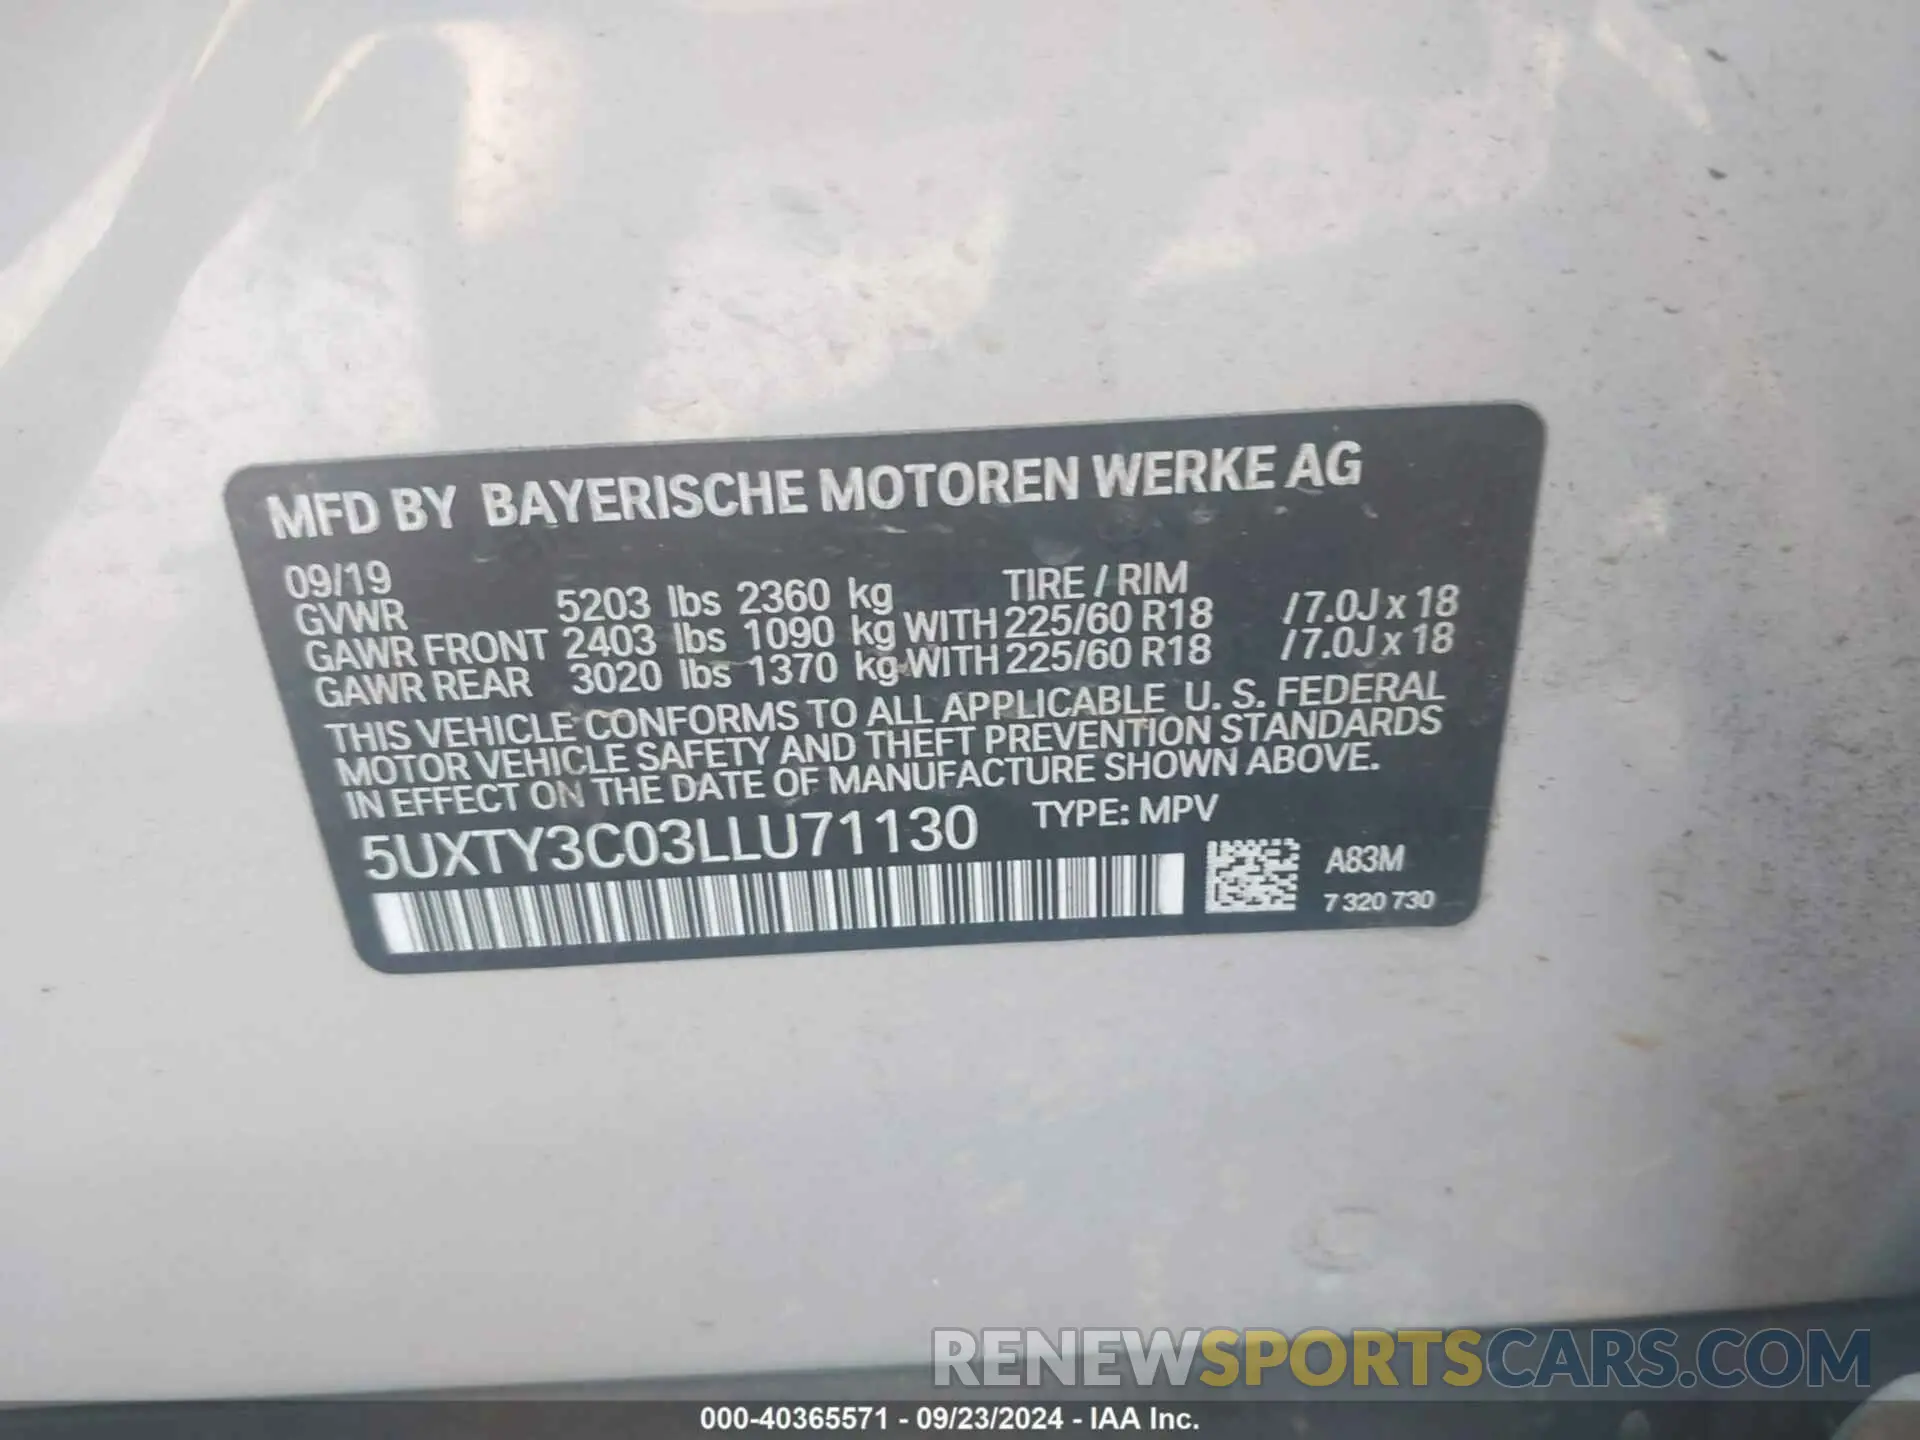 MFD BY BAYERISCHE MOTOREN WERKE AG
09/19 TIRE / RIM
GVWR 5203 lbs 2360 kg
GAWR FRONT 2403 lbs 1090 kg WITH 225/60 R18 /7.0J x 18
GAWR REAR 3020 lbs 1370 kg WITH 225/60 R18 /7.0J x 18
THIS VEHICLE CONFORMS TO ALL APPLICABLE U. S. FEDERAL
MOTOR VEHICLE SAFETY AND THEFT PREVENTION STANDARDS
IN EFFECT ON THE DATE OF MANUFACTURE SHOWN ABOVE.
5UXTY3C03LLU71130 TYPE: MPV
A83M
7 320 730
RENEWSPORTSCARS.COM
000-40365571 - 09/23/2024 - IAA Inc.